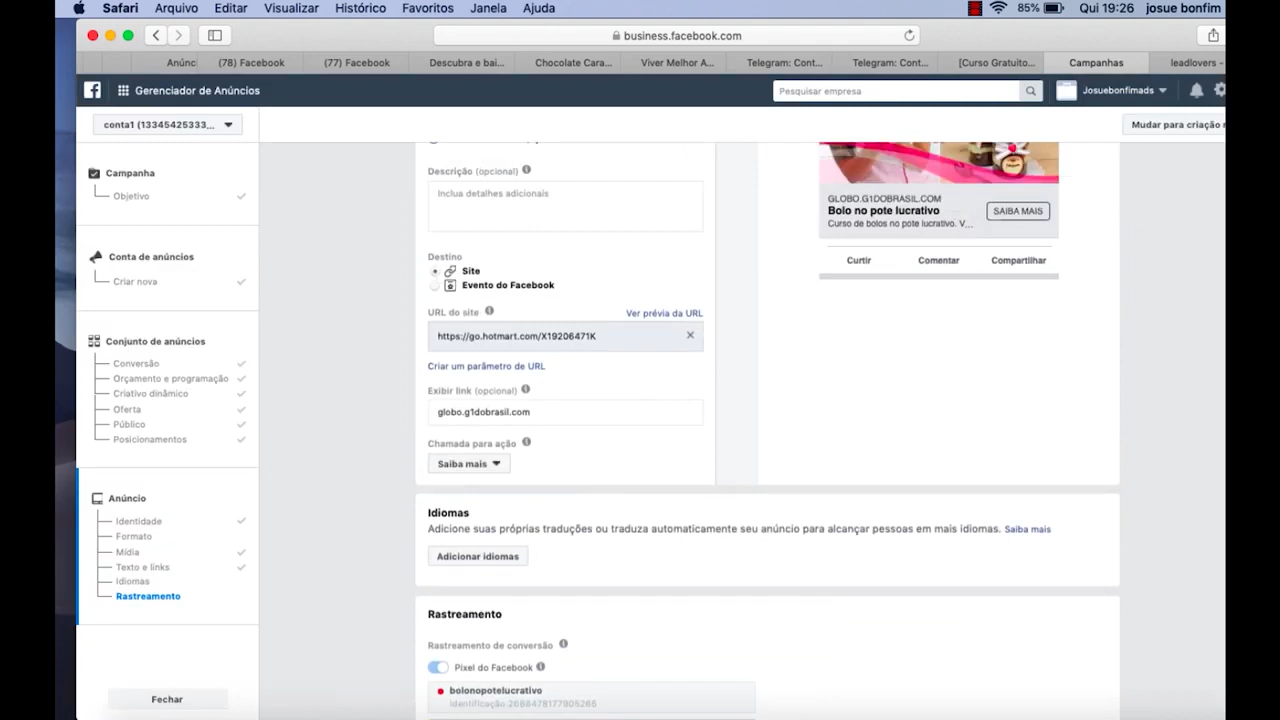 Safari Arquivo Editar Visualizar Histórico Favoritos Janela Ajuda 85% Qui 19:26 josue bonfim
business.facebook.com
Anúnc (78) Facebook (77) Facebook Descubra e bai... Chocolate Cara... Viver Melhor A... Telegram: Cont... Telegram: Cont... [Curso Gratuito... Campanhas leadlovers -
Gerenciador de Anúncios Pesquisar empresa Josuebonfimads
conta1 (13345425333... Mudar para criação
Campanha
Objetivo
Conta de anúncios
Criar nova
Conjunto de anúncios
Conversão
Orçamento e programação
Criativo dinâmico
Oferta
Público
Posicionamentos
Anúncio
Identidade
Formato
Mídia
Texto e links
Idiomas
Rastreamento
Fechar
Descrição (opcional)
Inclua detalhes adicionais
Destino
Site
Evento do Facebook
URL do site Ver prévia da URL
https://go.hotmart.com/X19206471K
Criar um parâmetro de URL
Exibir link (opcional)
globo.g1dobrasil.com
Chamada para ação
Saiba mais
GLOBO.G1DOBRASIL.COM
Bolo no pote lucrativo
Curso de bolos no pote lucrativo. V...
SAIBA MAIS
Curtir Comentar Compartilhar
Idiomas
Adicione suas próprias traduções ou traduza automaticamente seu anúncio para alcançar pessoas em mais idiomas. Saiba mais
Adicionar idiomas
Rastreamento
Rastreamento de conversão
Pixel do Facebook
bolonopotelucrativo
Identificação:2688478177905266